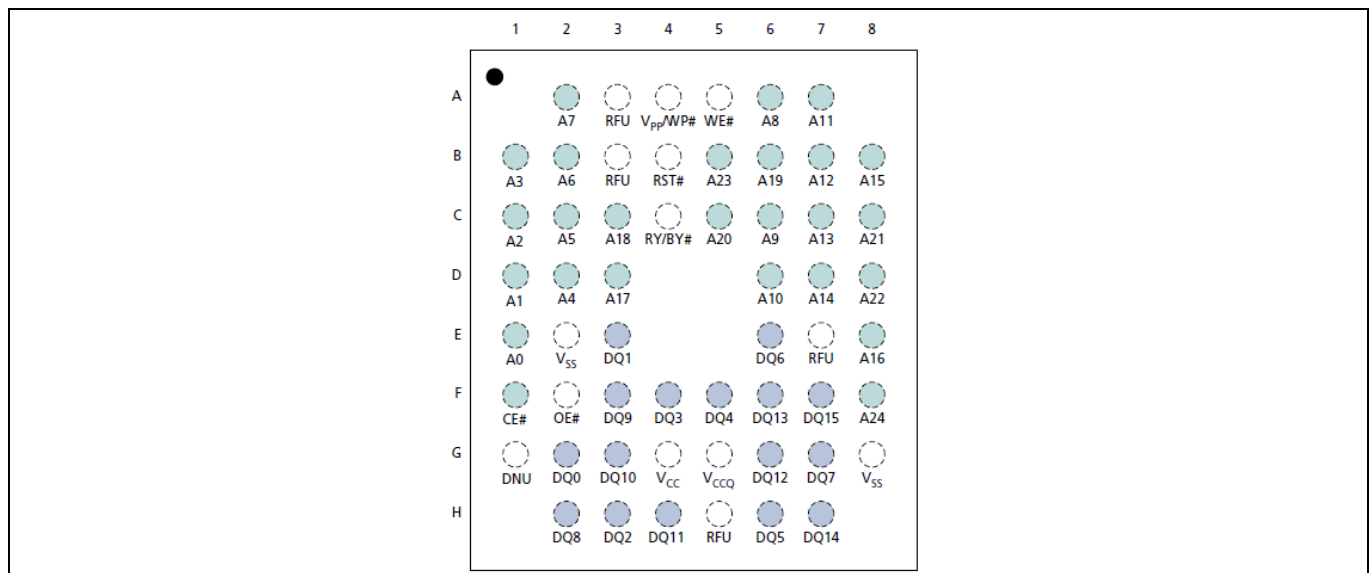 1 2 3 4 5 6 7 8
A
A7 RFU VPP/WP# WE# A8 A11
B
A3 A6 RFU RST# A23 A19 A12 A15
C
A2 A5 A18 RY/BY# A20 A9 A13 A21
D
A1 A4 A17 A10 A14 A22
E
A0 VSS DQ1 DQ6 RFU A16
F
CE# OE# DQ9 DQ3 DQ4 DQ13 DQ15 A24
G
DNU DQ0 DQ10 VCC VCCQ DQ12 DQ7 VSS
H
DQ8 DQ2 DQ11 RFU DQ5 DQ14